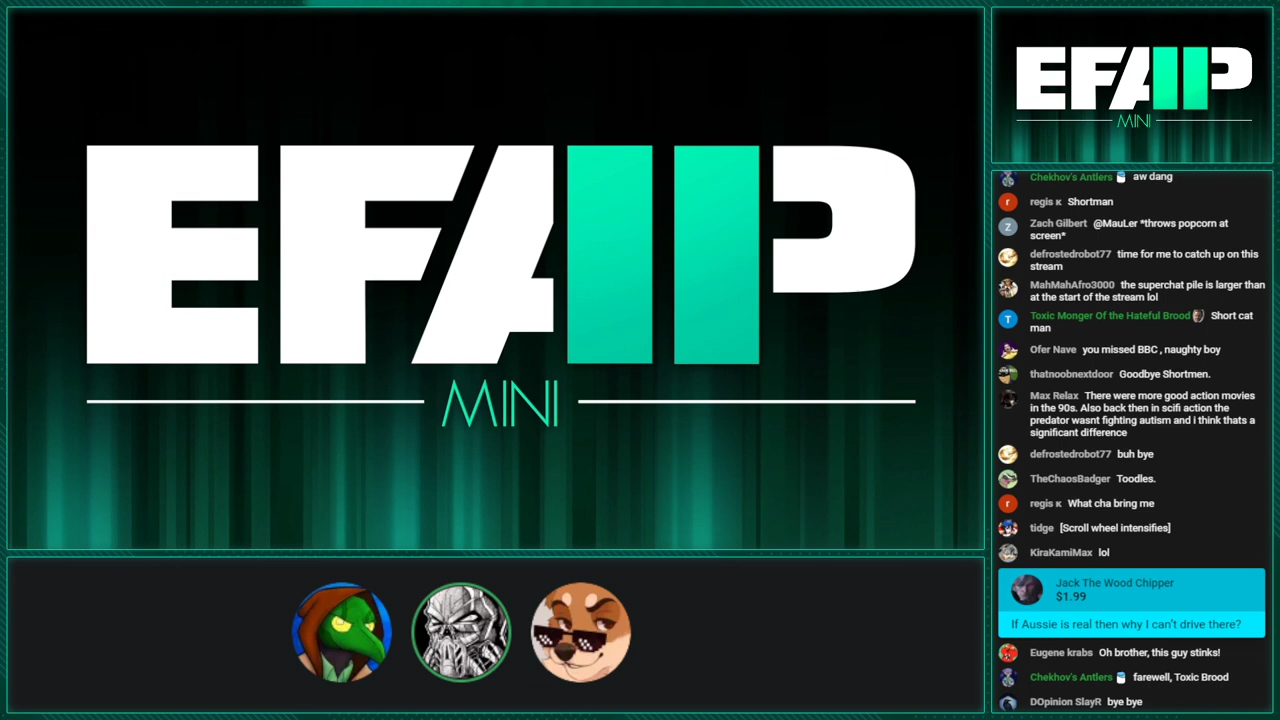 EFAP
MINI
EFAP
MINI
Chekhov's Antlers aw dang
regis к Shortman
Zach Gilbert @MauLer *throws popcorn at
screen*
defrostedrobot77 time for me to catch up on this
stream
MahMahAfro3000 the superchat pile is larger than
at the start of the stream lol
Toxic Monger Of the Hateful Brood Short cat
man
Ofer Nave you missed BBC , naughty boy
thatnoobnextdoor Goodbye Shortmen.
Max Relax There were more good action movies
in the 90s. Also back then in scifi action the
predator wasnt fighting autism and i think thats a
significant difference
defrostedrobot77 buh bye
TheChaosBadger Toodles.
regis к What cha bring me
tidge [Scroll wheel intensifies]
KiraKamiMax lol
Jack The Wood Chipper
$1.99
If Aussie is real then why I can't drive there?
Eugene krabs Oh brother, this guy stinks!
Chekhov's Antlers farewell, Toxic Brood
DOpinion SlayR bye bye